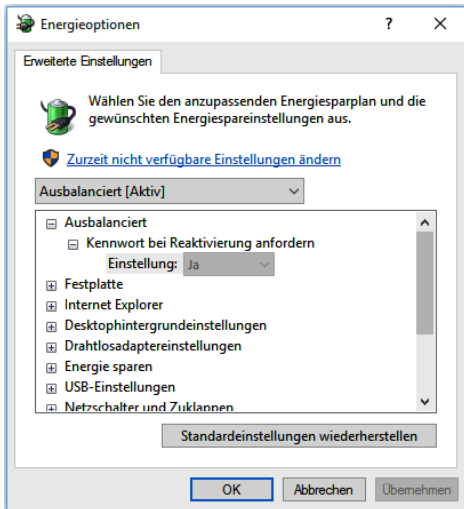 Energieoptionen
?
Erweiterte Einstellungen
Wählen Sie den anzupassenden Energiesparplan und die
gewünschten Energiespareinstellungen aus.
Zurzeit nicht verfügbare Einstellungen ändern
Ausbalanciert [Aktiv]
Ausbalanciert
Kennwort bei Reaktivierung anfordern
Einstellung: Ja
Festplatte
Internet Explorer
Desktophintergrundeinstellungen
Drahtlosadaptereinstellungen
Energie sparen
USB-Einstellungen
Netzschalter und Zuklappen
Standardeinstellungen wiederherstellen
OK Abbrechen Übernehmen